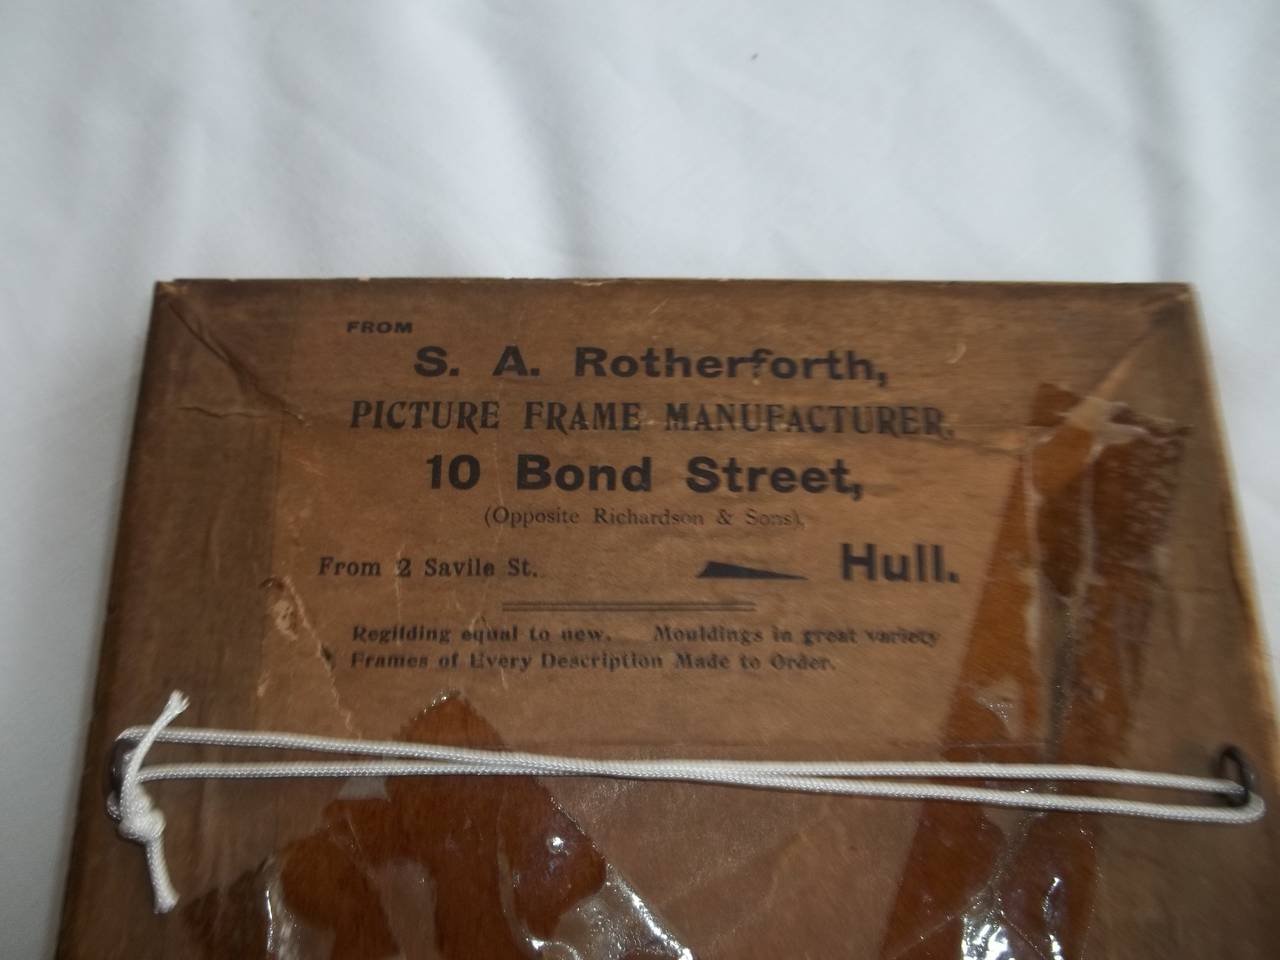 FROM
S. A. Rotherforth,
PICTURE FRAME MANUFACTURER,
10 Bond Street,
(Opposite Richardson & Sons),
From 2 Savile St. Hull.
Regilding equal to new. Mouldings in great variety
Frames of Every Description Made to Order.